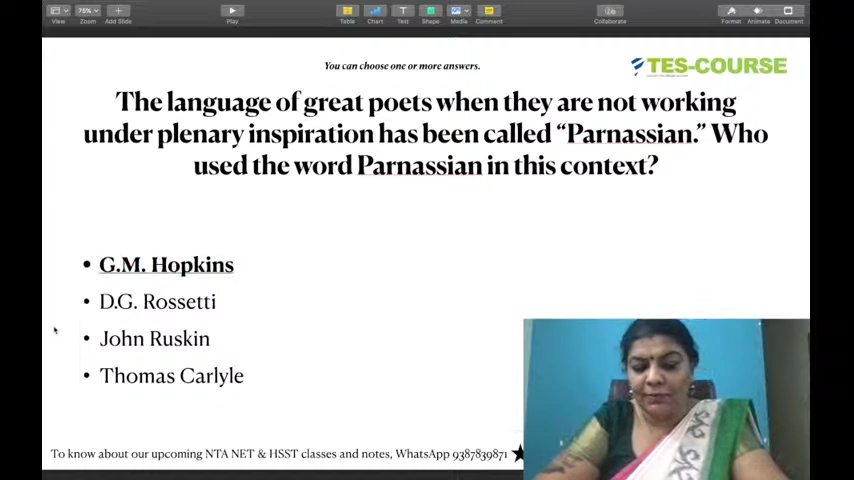 View
Zoom
Add Slide
Play
Table
Chart
Text
Shape
Media
Comment
Collaborate
Format
Animate
Document
75%
You can choose one or more answers.
TES-COURSE
The language of great poets when they are not working
under plenary inspiration has been called “Parnassian.” Who
used the word Parnassian in this context?
• G.M. Hopkins
• D.G. Rossetti
• John Ruskin
• Thomas Carlyle
To know about our upcoming NTA NET & HSST classes and notes, WhatsApp 9387839871